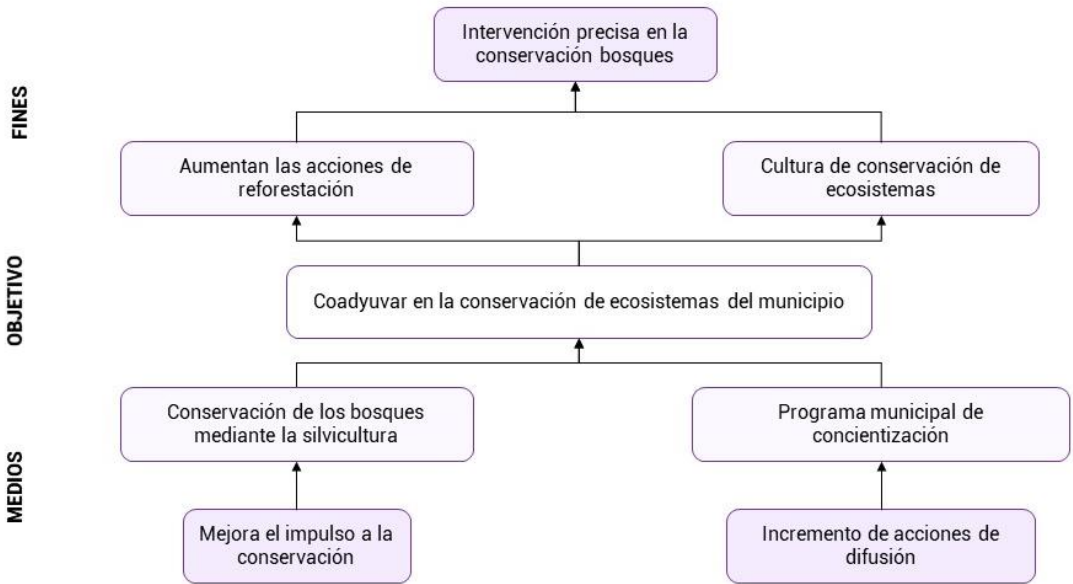 Intervención precisa en la
conservación bosques
FINES
Aumentan las acciones de
reforestación
Cultura de conservación de
ecosistemas
OBJETIVO
Coadyuvar en la conservación de ecosistemas del municipio
Conservación de los bosques
mediante la silvicultura
Programa municipal de
concientización
MEDIOS
Mejora el impulso a la
conservación
Incremento de acciones de
difusión